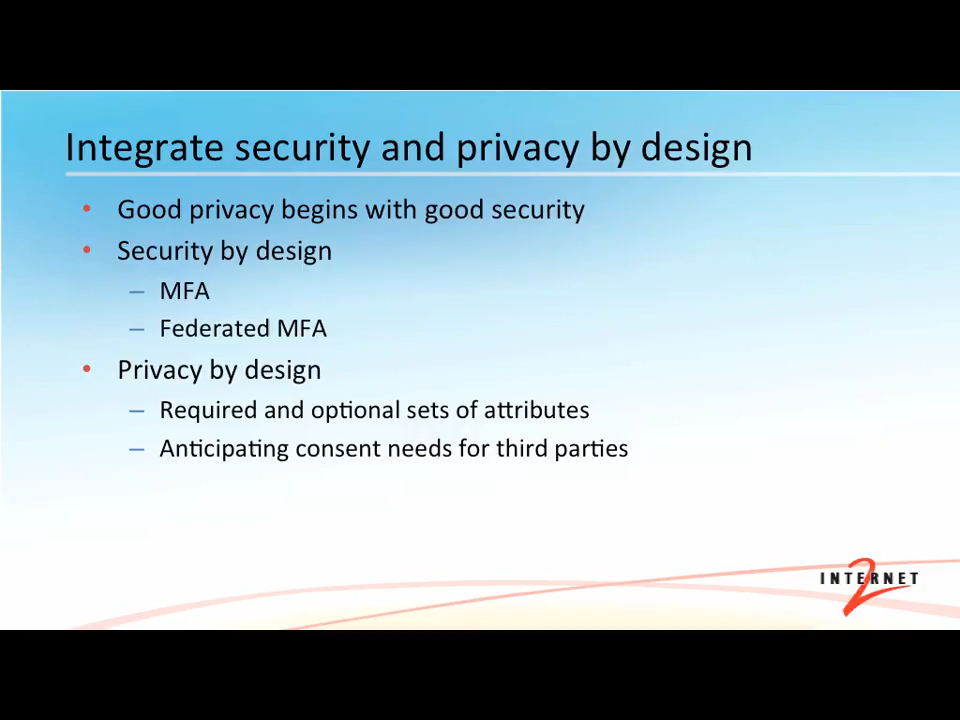 Integrate security and privacy by design
• Good privacy begins with good security
• Security by design
– MFA
– Federated MFA
• Privacy by design
– Required and optional sets of attributes
– Anticipating consent needs for third parties
INTERNET
2